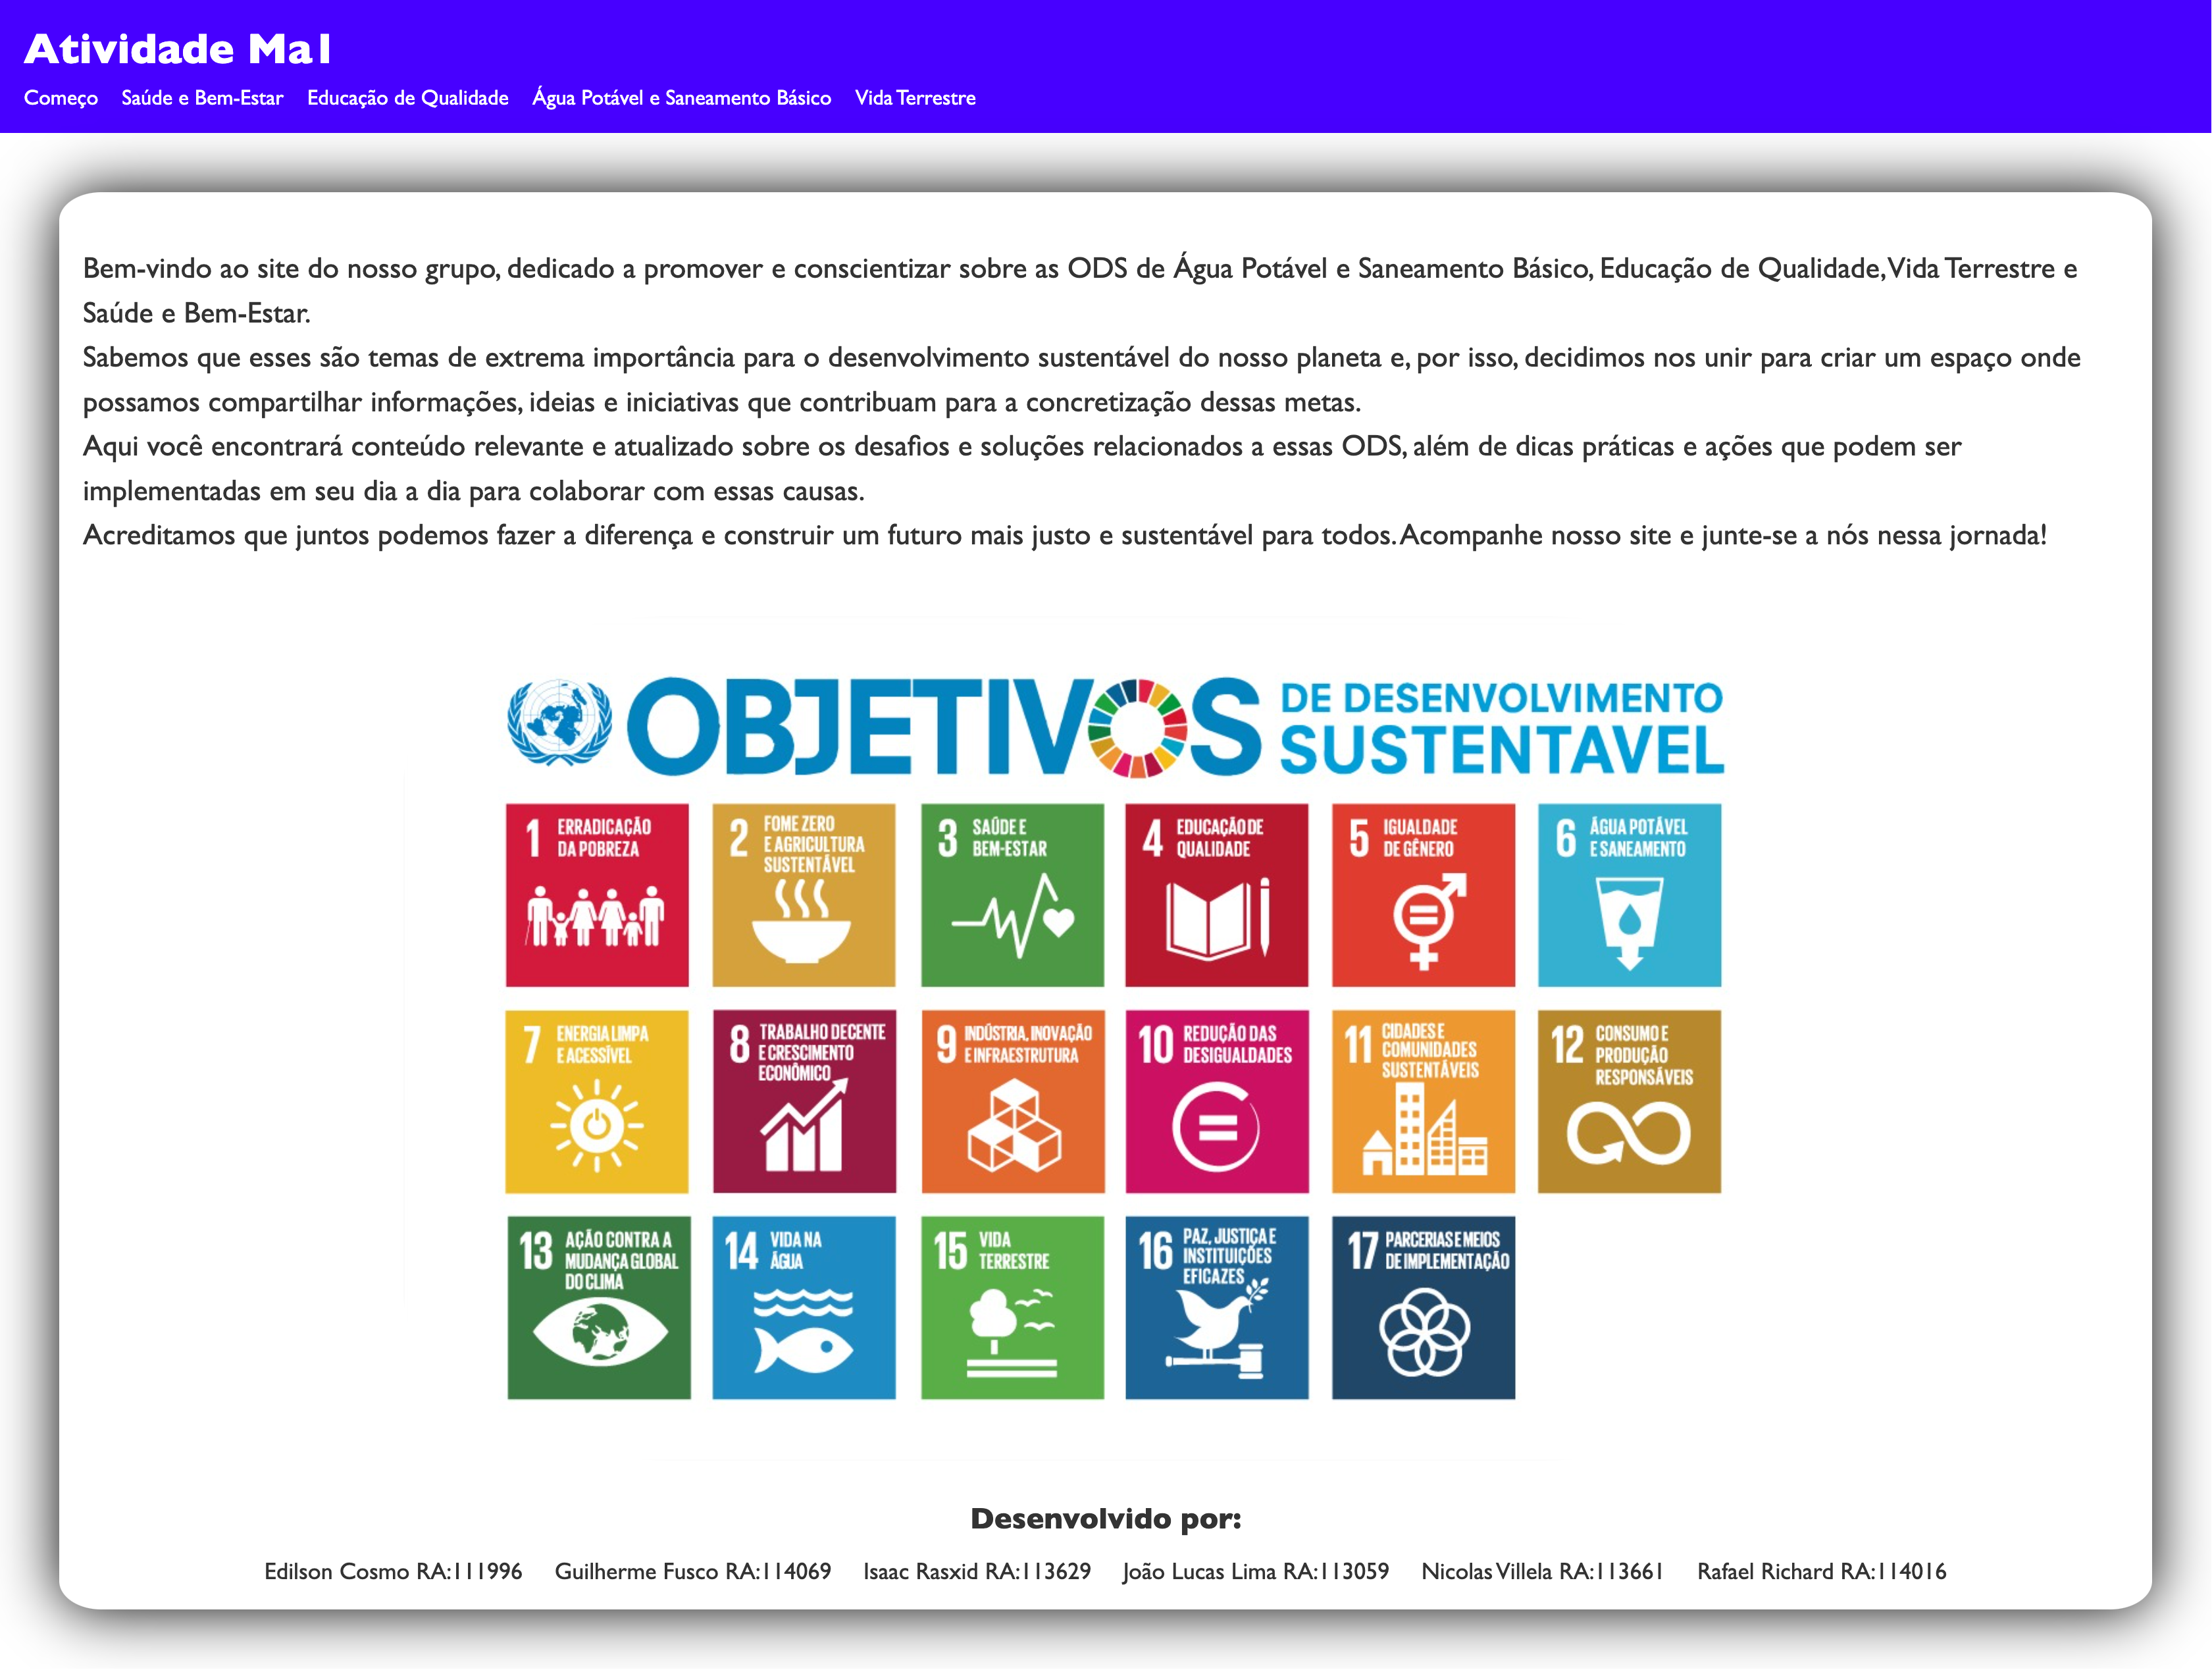 Atividade Ma1
Começo Saúde e Bem-Estar Educação de Qualidade Água Potável e Saneamento Básico Vida Terrestre
Bem-vindo ao site do nosso grupo, dedicado a promover e conscientizar sobre as ODS de Água Potável e Saneamento Básico, Educação de Qualidade, Vida Terrestre e
Saúde e Bem-Estar.
Sabemos que esses são temas de extrema importância para o desenvolvimento sustentável do nosso planeta e, por isso, decidimos nos unir para criar um espaço onde
possamos compartilhar informações, ideias e iniciativas que contribuam para a concretização dessas metas.
Aqui você encontrará conteúdo relevante e atualizado sobre os desafios e soluções relacionados a essas ODS, além de dicas práticas e ações que podem ser
implementadas em seu dia a dia para colaborar com essas causas.
Acreditamos que juntos podemos fazer a diferença e construir um futuro mais justo e sustentável para todos. Acompanhe nosso site e junte-se a nós nessa jornada!
OBJETIVOS
DE DESENVOLVIMENTO
SUSTENTAVEL
1 ERRADICAÇÃO
DA POBREZA
2 FOME ZERO
E AGRICULTURA
SUSTENTÁVEL
3 SAÚDE E
BEM-ESTAR
4 EDUCAÇÃO DE
QUALIDADE
5 IGUALDADE
DE GÊNERO
6 ÁGUA POTÁVEL
E SANEAMENTO
7 ENERGIA LIMPA
E ACESSÍVEL
8 TRABALHO DECENTE
E CRESCIMENTO
ECONÔMICO
9 INDÚSTRIA, INOVAÇÃO
E INFRAESTRUTURA
10 REDUÇÃO DAS
DESIGUALDADES
11 CIDADES E
COMUNIDADES
SUSTENTÁVEIS
12 CONSUMO E
PRODUÇÃO
RESPONSÁVEIS
13 AÇÃO CONTRA A
MUDANÇA GLOBAL
DO CLIMA
14 VIDA NA
ÁGUA
15 VIDA
TERRESTRE
16 PAZ, JUSTIÇA E
INSTITUIÇÕES
EFICAZES
17 PARCERIAS E MEIOS
DE IMPLEMENTAÇÃO
Desenvolvido por:
Edilson Cosmo RA:111996 Guilherme Fusco RA:114069 Isaac Rasxid RA:113629 João Lucas Lima RA:113059 Nicolas Villela RA:113661 Rafael Richard RA:114016